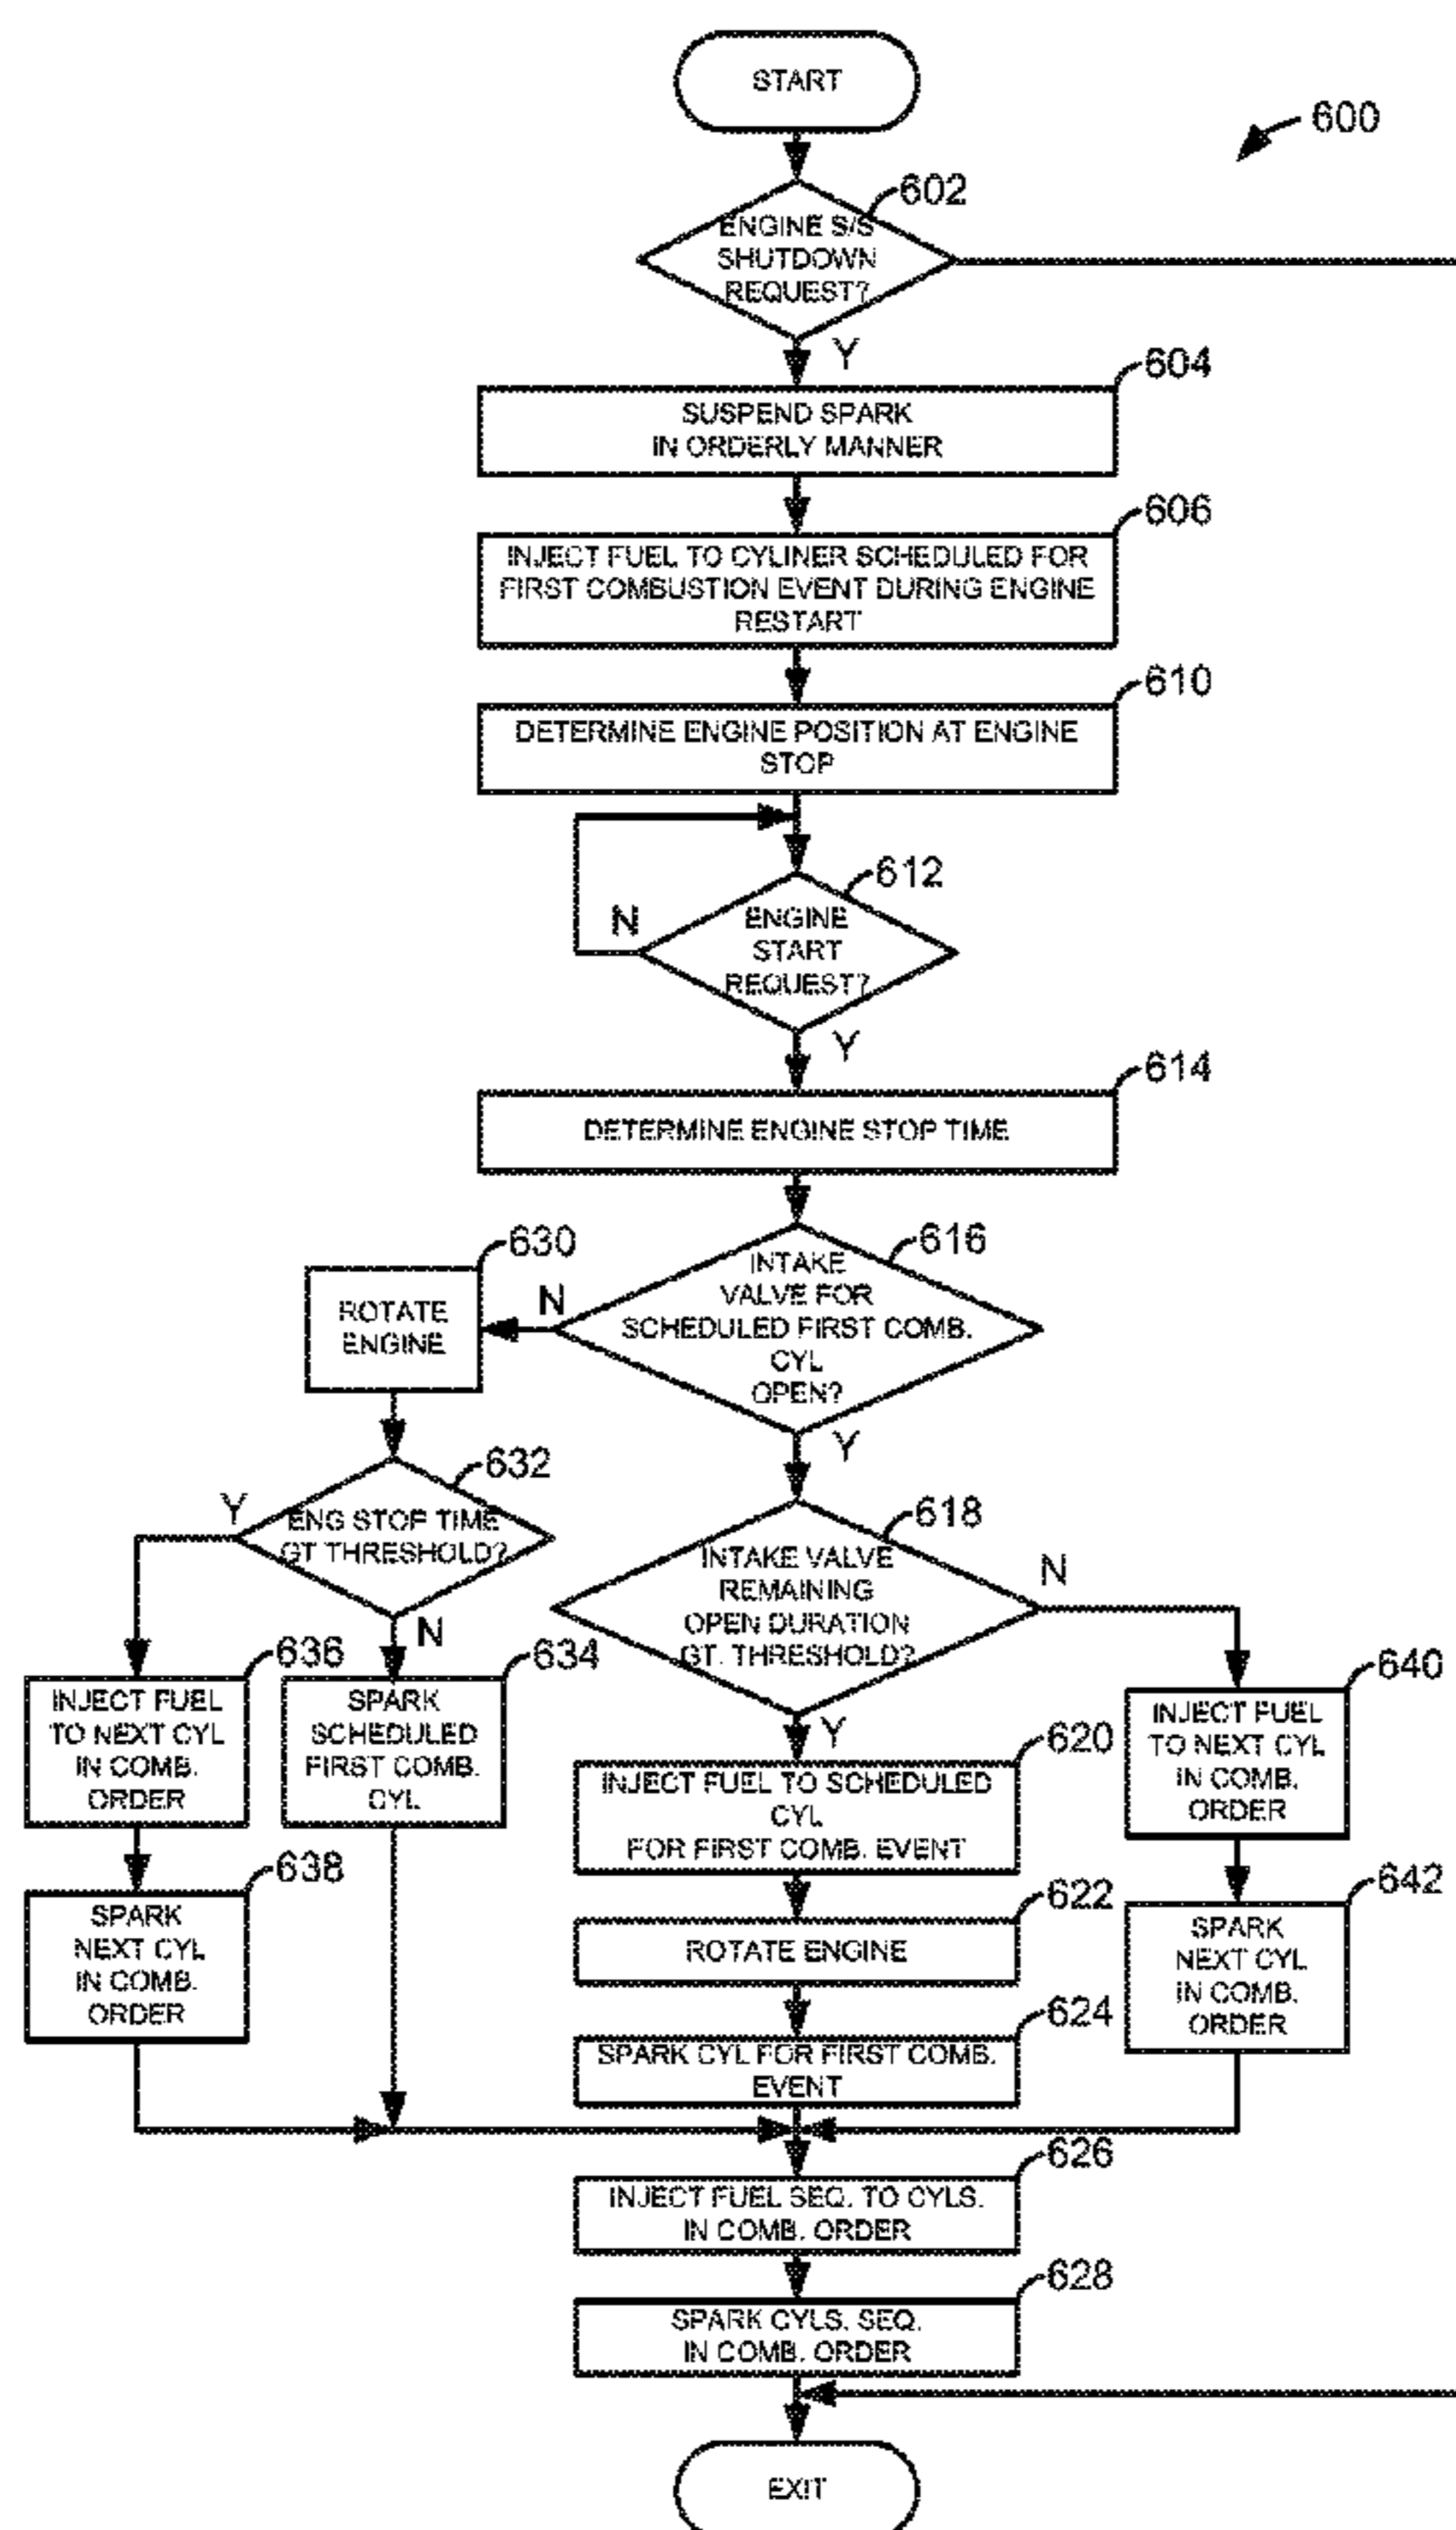 START
600
602
ENGINE S/S
SHUTDOWN
REQUEST?
Y
604
SUSPEND SPARK
IN ORDERLY MANNER
606
INJECT FUEL TO CYLINER SCHEDULED FOR
FIRST COMBUSTION EVENT DURING ENGINE
RESTART
610
DETERMINE ENGINE POSITION AT ENGINE
STOP
612
ENGINE
START
REQUEST?
N
Y
614
DETERMINE ENGINE STOP TIME
616
INTAKE
VALVE FOR
SCHEDULED FIRST COMB.
CYL
OPEN?
N
Y
630
ROTATE
ENGINE
632
ENG STOP TIME
GT THRESHOLD?
Y
N
618
INTAKE VALVE
REMAINING
OPEN DURATION
GT. THRESHOLD?
N
Y
636
INJECT FUEL
TO NEXT CYL
IN COMB.
ORDER
634
SPARK
SCHEDULED
FIRST COMB.
CYL
620
INJECT FUEL TO SCHEDULED
CYL
FOR FIRST COMB. EVENT
640
INJECT FUEL
TO NEXT CYL
IN COMB.
ORDER
638
SPARK
NEXT CYL
IN COMB.
ORDER
622
ROTATE ENGINE
642
SPARK
NEXT CYL
IN COMB.
ORDER
624
SPARK CYL FOR FIRST COMB.
EVENT
626
INJECT FUEL SEQ. TO CYLS.
IN COMB. ORDER
628
SPARK CYLS. SEQ.
IN COMB. ORDER
EXIT